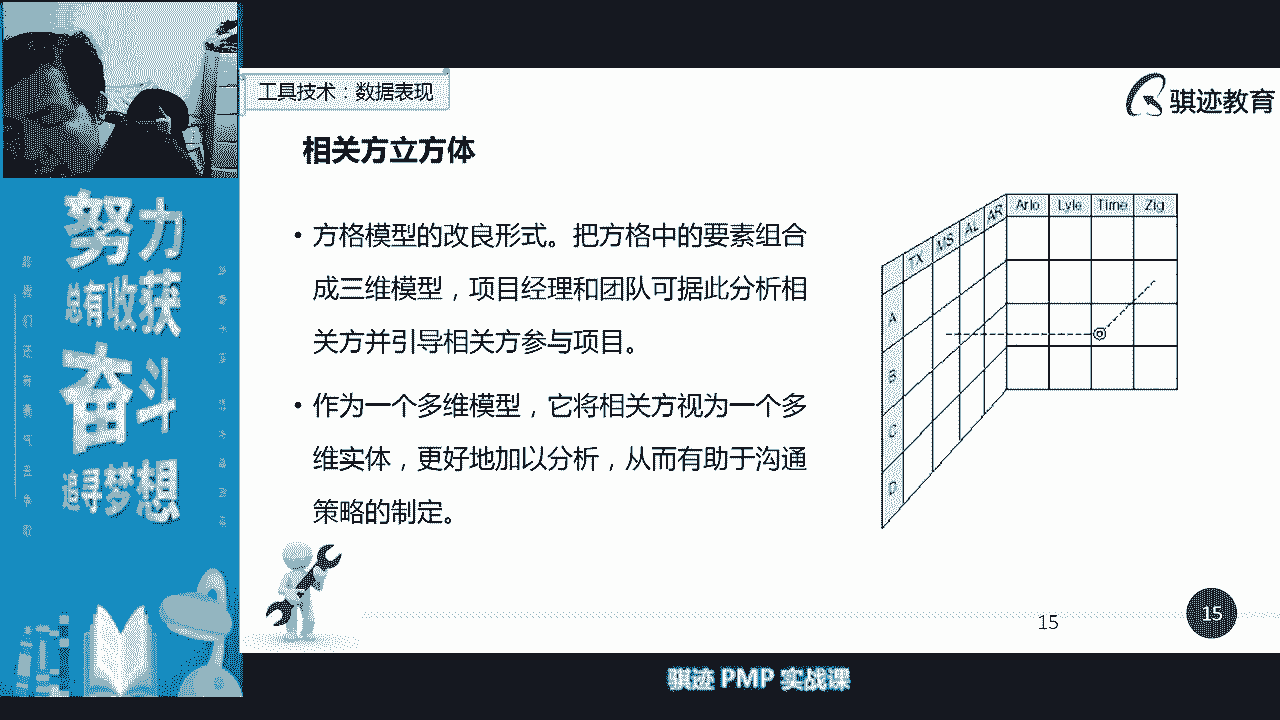 工具技术：数据表现
骐迹教育
相关方立方体
• 方格模型的改良形式。把方格中的要素组合
成三维模型，项目经理和团队可据此分析相
关方并引导相关方参与项目。
• 作为一个多维模型，它将相关方视为一个多
维实体，更好地加以分析，从而有助于沟通
策略的制定。
TX MS AL AR
Arlo Lyle Time Zig
A
B
C
D
努力
总有收获
奋斗
追寻梦想
15
15
骐迹 PMP 实战课